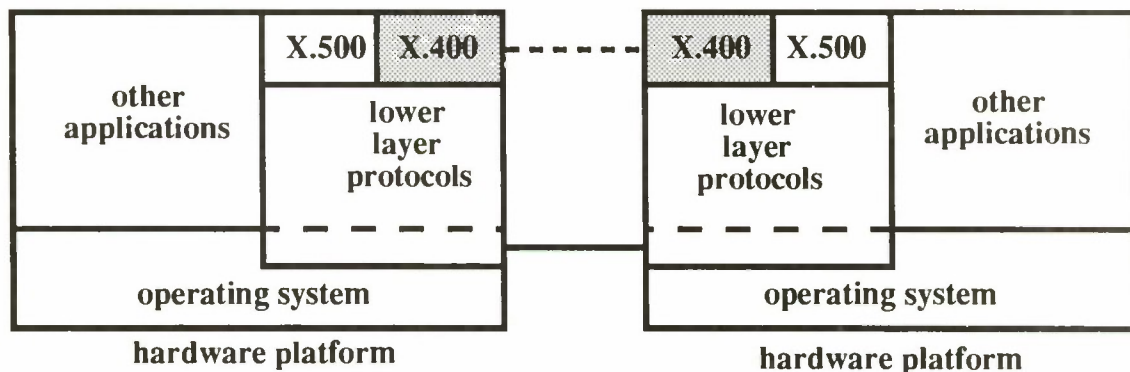 X.500 X.400
other
applications
lower
layer
protocols
operating system
hardware platform
X.400 X.500
lower
layer
protocols
other
applications
operating system
hardware platform